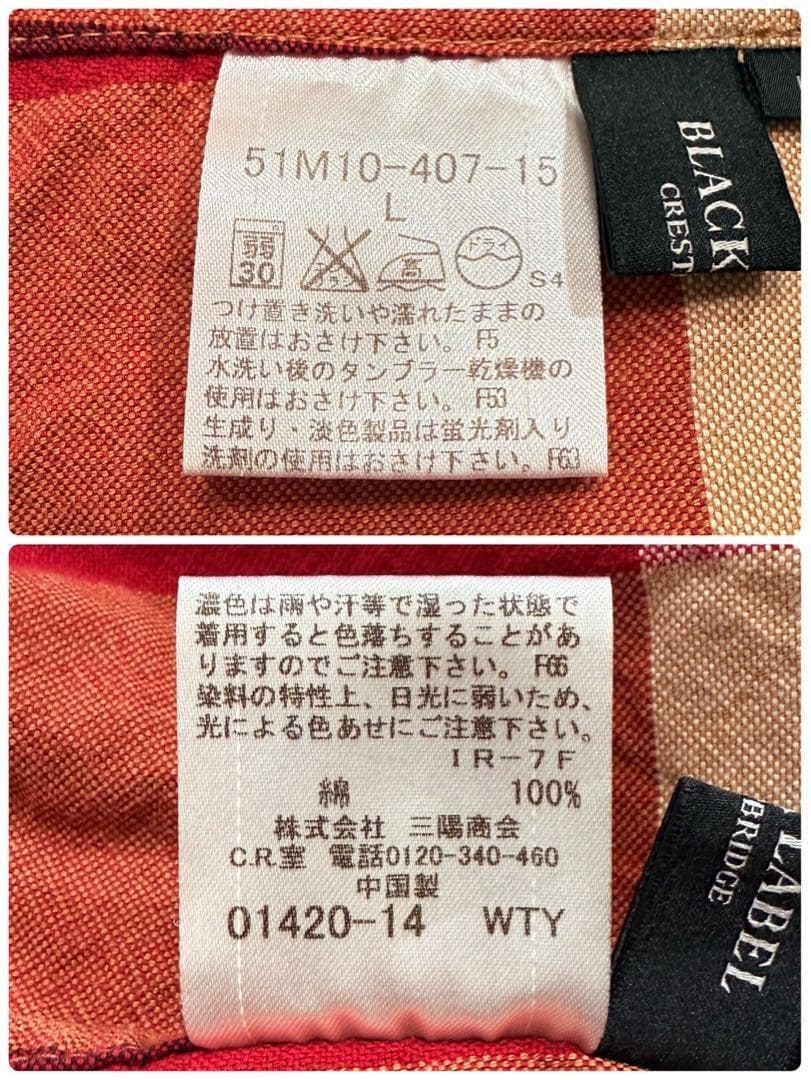 51M10-407-15
L
弱
30
ドライ
高
S4
つけ置き洗いや濡れたままの
放置はおさけ下さい。 F5
水洗い後のタンブラー乾燥機の
使用はおさけ下さい。 F53
生成り・淡色製品は蛍光剤入り
洗剤の使用はおさけ下さい。F63
BLACK
CREST
濃色は雨や汗等で湿った状態で
着用すると色落ちすることがあ
りますのでご注意下さい。 F66
染料の特性上、日光に弱いため、
光による色あせにご注意下さい。
IR-7F
綿 100%
株式会社 三陽商会
C.R.室 電話0120-340-460
中国製
01420-14 WTY
LABEL
BRIDGE